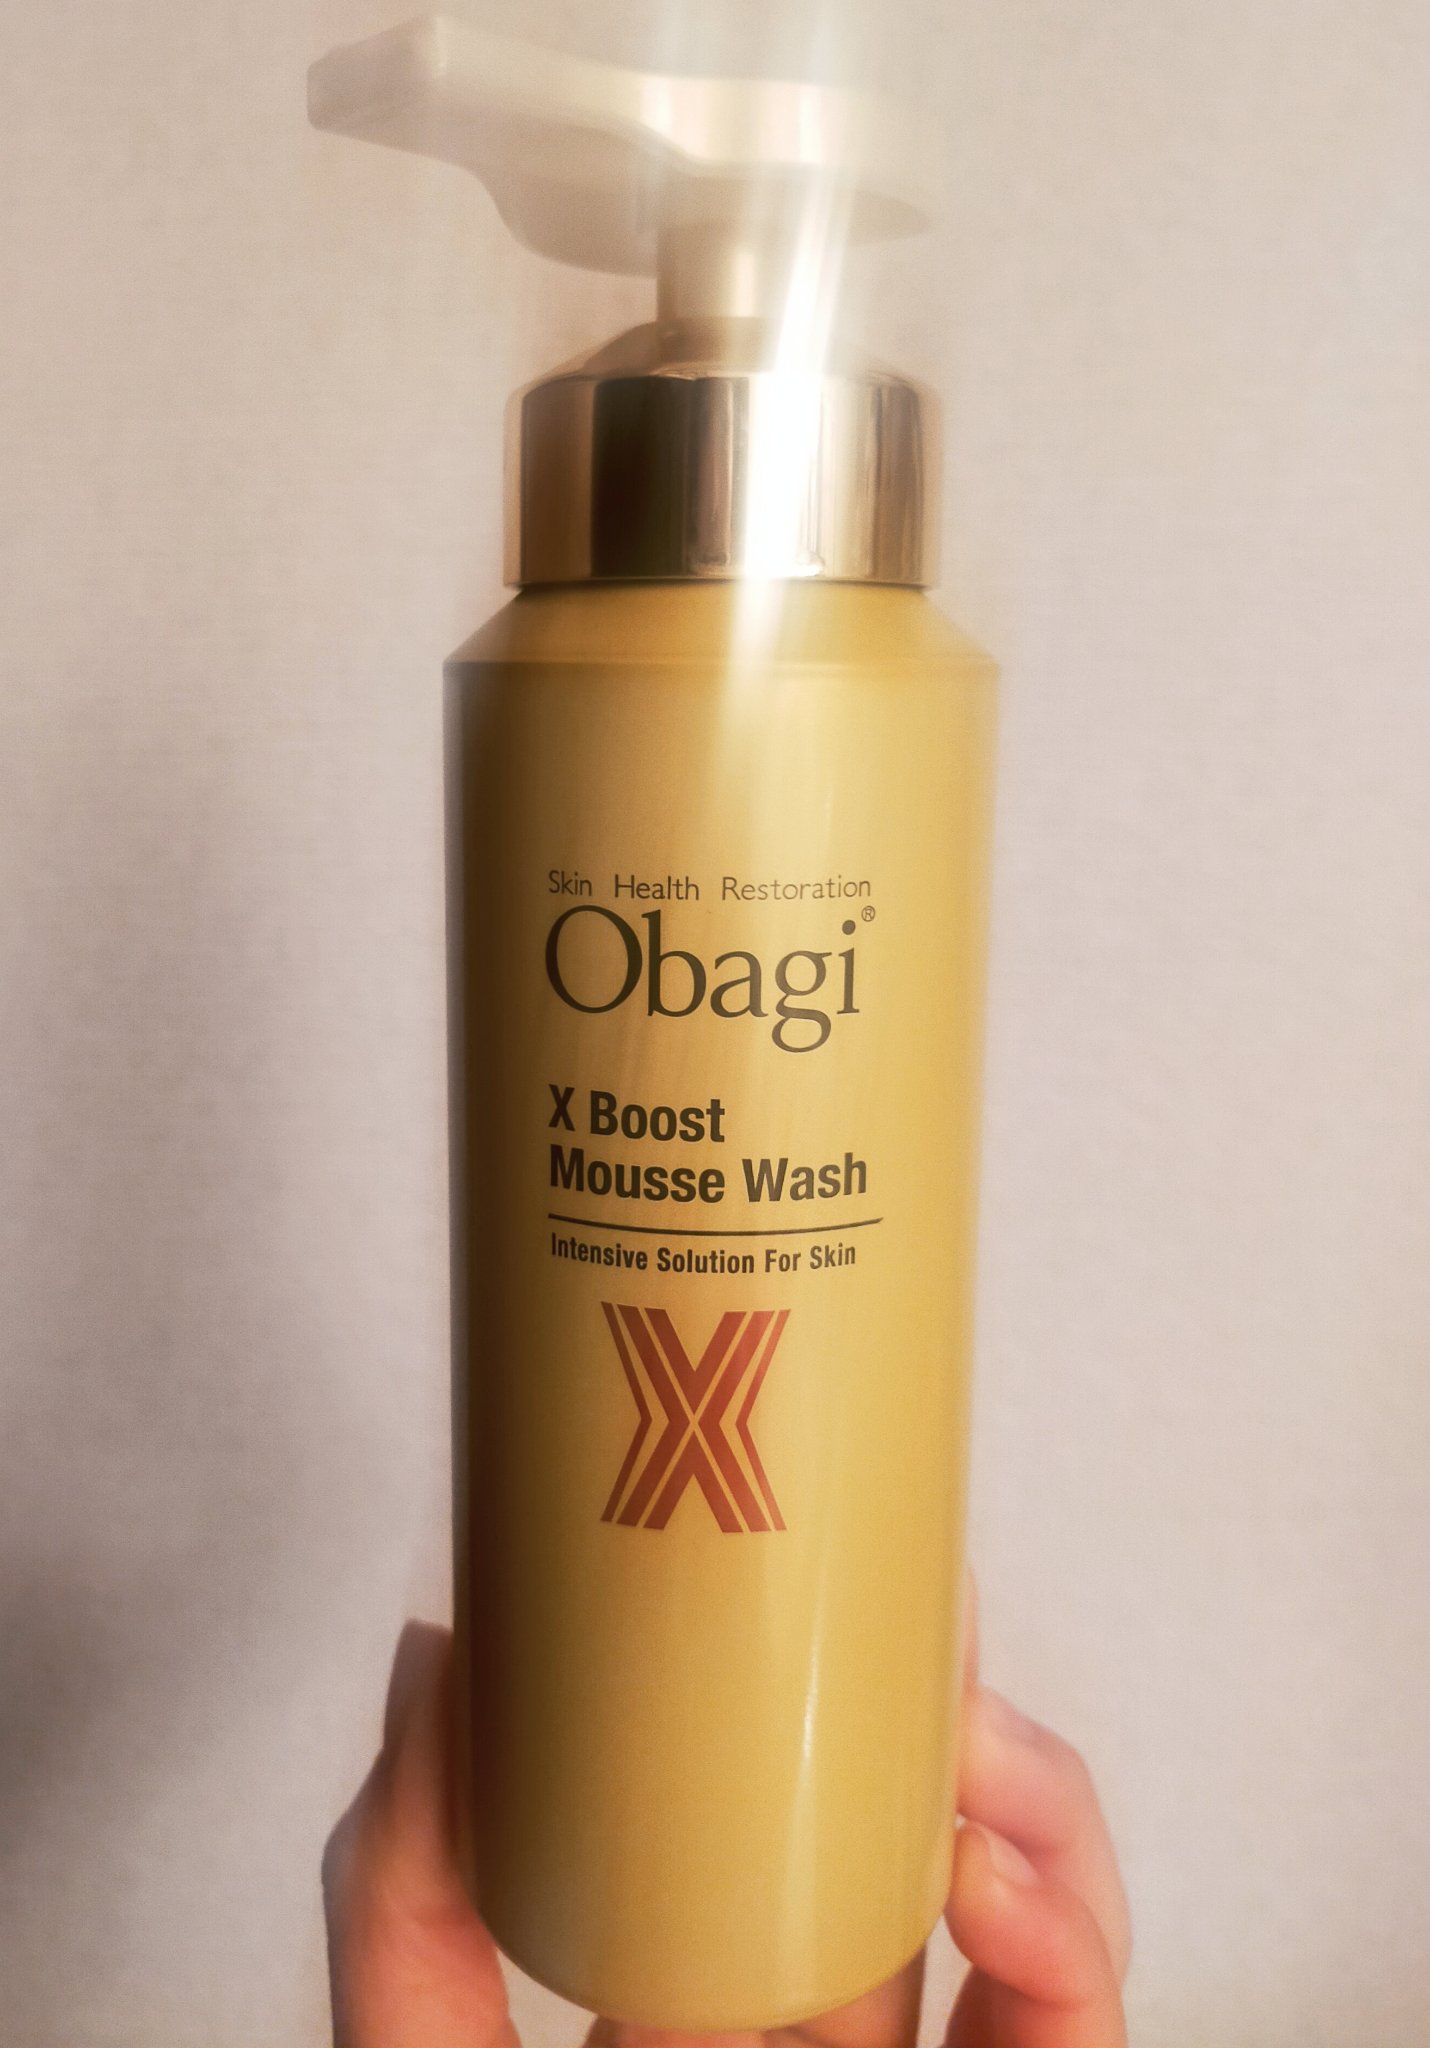 Skin Health Restoration
Obagi®
X Boost
Mousse Wash
Intensive Solution For Skin
X